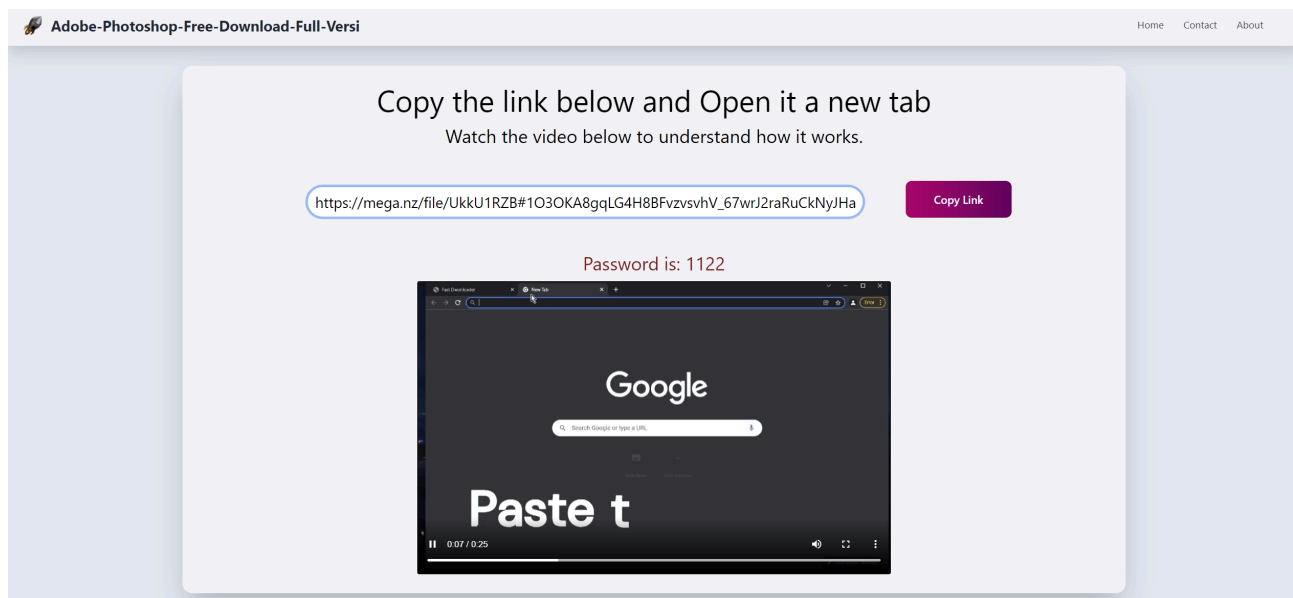 Adobe-Photoshop-Free-Download-Full-Versi
Home Contact About
Copy the link below and Open it a new tab
Watch the video below to understand how it works.
https://mega.nz/file/UkkU1RZB#1O3OKA8gqLG4H8BFvzvsvhV_67wrJ2raRuCkNyJHa
Copy Link
Password is: 1122
Fast Downloader New Tab
Error
Google
Search Google or type a URL
Paste t
0:07 / 0:25